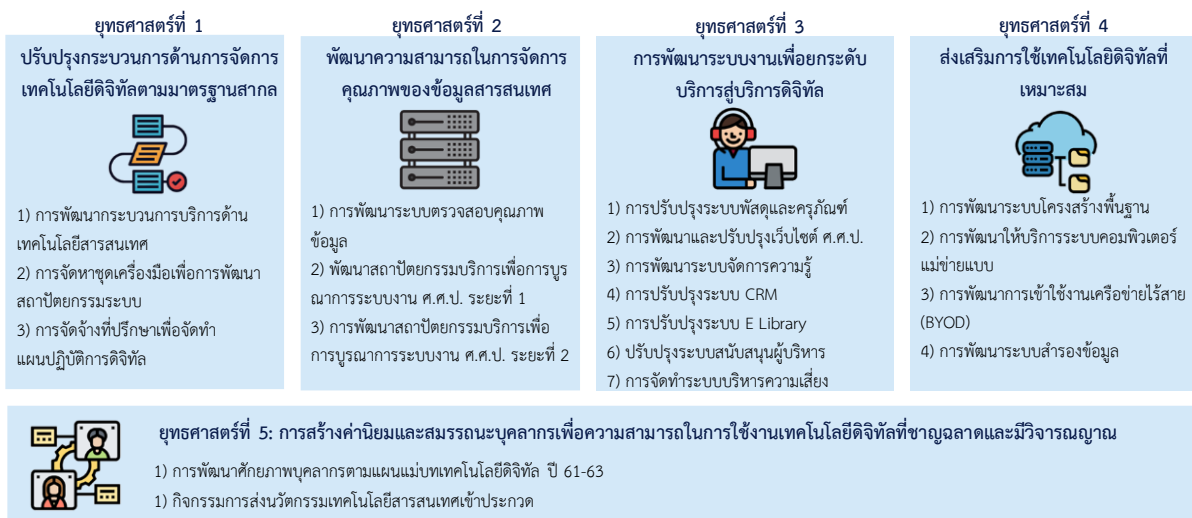 ยุทธศาสตร์ที่ 1
ปรับปรุงกระบวนการด้านการจัดการ
เทคโนโลยีดิจิทัลตามมาตรฐานสากล
1) การพัฒนากระบวนการบริการด้าน
เทคโนโลยีสารสนเทศ
2) การจัดหาชุดเครื่องมือเพื่อการพัฒนา
สถาปัตยกรรมระบบ
3) การจัดจ้างที่ปรึกษาเพื่อจัดทำ
แผนปฏิบัติการดิจิทัล
ยุทธศาสตร์ที่ 2
พัฒนาความสามารถในการจัดการ
คุณภาพของข้อมูลสารสนเทศ
1) การพัฒนาระบบตรวจสอบคุณภาพ
ข้อมูล
2) พัฒนาสถาปัตยกรรมบริการเพื่อการบูร
ณาการระบบงาน ศ.ศ.ป. ระยะที่ 1
3) การพัฒนาสถาปัตยกรรมบริการเพื่อ
การบูรณาการระบบงาน ศ.ศ.ป. ระยะที่ 2
ยุทธศาสตร์ที่ 3
การพัฒนาระบบงานเพื่อยกระดับ
บริการสู่บริการดิจิทัล
1) การปรับปรุงระบบพัสดุและครุภัณฑ์
2) การพัฒนาและปรับปรุงเว็บไซต์ ศ.ศ.ป.
3) การพัฒนาระบบจัดการความรู้
4) การปรับปรุงระบบ CRM
5) การปรับปรุงระบบ E Library
6) ปรับปรุงระบบสนับสนุนผู้บริหาร
7) การจัดทำระบบบริหารความเสี่ยง
ยุทธศาสตร์ที่ 4
ส่งเสริมการใช้เทคโนโลยีดิจิทัลที่
เหมาะสม
1) การพัฒนาระบบโครงสร้างพื้นฐาน
2) การพัฒนาให้บริการระบบคอมพิวเตอร์
แม่ข่ายแบบ
3) การพัฒนาการเข้าใช้งานเครือข่ายไร้สาย
(BYOD)
4) การพัฒนาระบบสำรองข้อมูล
ยุทธศาสตร์ที่ 5: การสร้างค่านิยมและสมรรถนะบุคลากรเพื่อความสามารถในการใช้งานเทคโนโลยีดิจิทัลที่ชาญฉลาดและมีวิจารณญาณ
1) การพัฒนาศักยภาพบุคลากรตามแผนแม่บทเทคโนโลยีดิจิทัล ปี 61-63
1) กิจกรรมการส่งนวัตกรรมเทคโนโลยีสารสนเทศเข้าประกวด